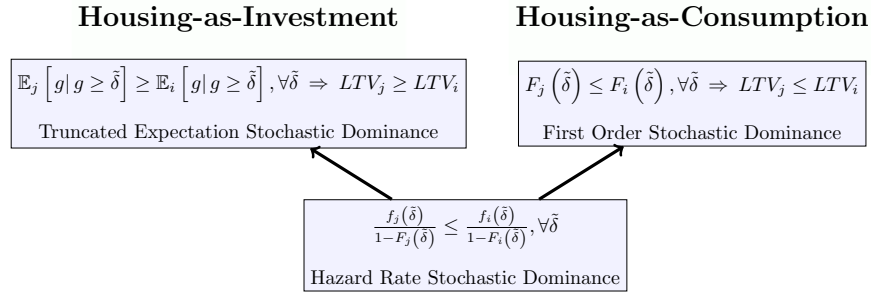 Housing-as-Investment
𝔼_j [ g| g ≥ δ̃ ] ≥ 𝔼_i [ g| g ≥ δ̃ ], ∀δ̃ ⇒ LTV_j ≥ LTV_i
Truncated Expectation Stochastic Dominance
Housing-as-Consumption
F_j (δ̃) ≤ F_i (δ̃), ∀δ̃ ⇒ LTV_j ≤ LTV_i
First Order Stochastic Dominance
f_j(δ̃)/(1−F_j(δ̃)) ≤ f_i(δ̃)/(1−F_i(δ̃)), ∀δ̃
Hazard Rate Stochastic Dominance